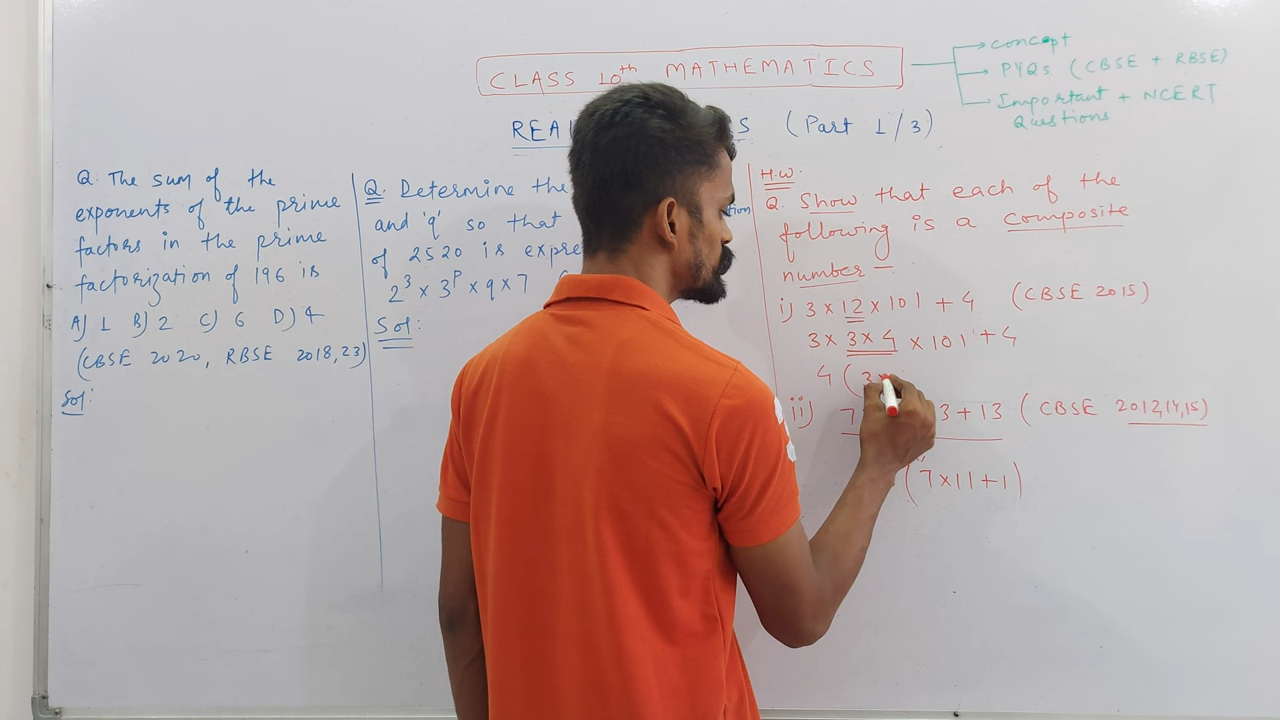 CLASS 10th MATHEMATICS
concept
PYQs (CBSE + RBSE)
Important + NCERT
Questions
REA S (Part 1/3)
Q. The sum of the
exponents of the prime
factors in the prime
factorization of 196 is
A) 1 B) 2 C) 6 D) 4
(CBSE 2020, RBSE 2018,23)
Sol:
Q. Determine the
and 'q' so that tion
of 2520 is expre
2³ × 3ᵖ × q × 7
Sol:
H.W.
Q. Show that each of the
following is a composite
number –
i) 3 × 12 × 101 + 4 (CBSE 2015)
3 × 3 × 4 × 101 + 4
4 (3×
ii) 7 3 + 13 (CBSE 2012,14,15)
(7×11+1)